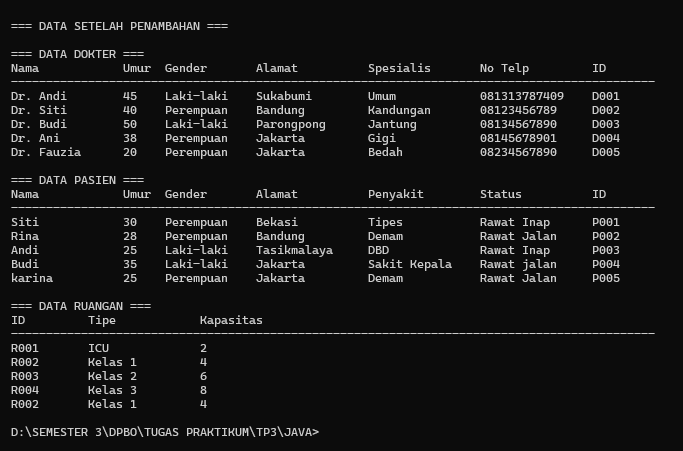 === DATA SETELAH PENAMBAHAN ===
=== DATA DOKTER ===
Nama Umur Gender Alamat Spesialis No Telp ID
Dr. Andi 45 Laki-laki Sukabumi Umum 081313787409 D001
Dr. Siti 40 Perempuan Bandung Kandungan 08123456789 D002
Dr. Budi 50 Laki-laki Parongpong Jantung 08134567890 D003
Dr. Ani 38 Perempuan Jakarta Gigi 08145678901 D004
Dr. Fauzia 20 Perempuan Jakarta Bedah 08234567890 D005
=== DATA PASIEN ===
Nama Umur Gender Alamat Penyakit Status ID
Siti 30 Perempuan Bekasi Tipes Rawat Inap P001
Rina 28 Perempuan Bandung Demam Rawat Jalan P002
Andi 25 Laki-laki Tasikmalaya DBD Rawat Inap P003
Budi 35 Laki-laki Jakarta Sakit Kepala Rawat jalan P004
karina 25 Perempuan Jakarta Demam Rawat Jalan P005
=== DATA RUANGAN ===
ID Tipe Kapasitas
R001 ICU 2
R002 Kelas 1 4
R003 Kelas 2 6
R004 Kelas 3 8
R002 Kelas 1 4
D:\SEMESTER 3\DPBO\TUGAS PRAKTIKUM\TP3\JAVA>